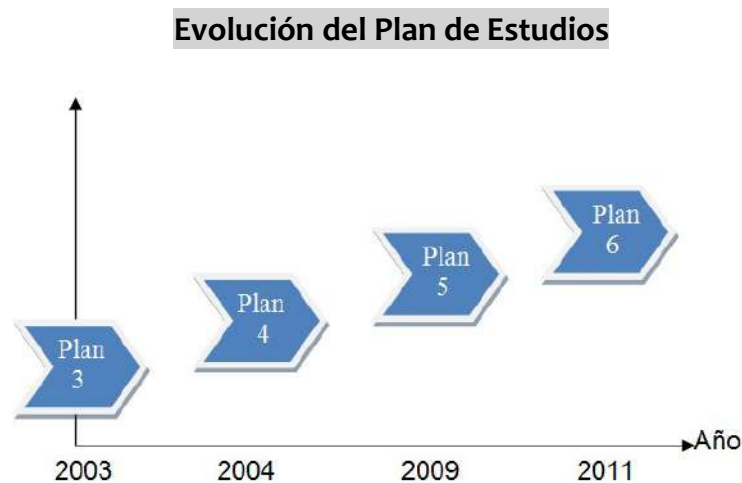 Evolución del Plan de Estudios
Plan
6
Plan
5
Plan
4
Plan
3
Año
2003 2004 2009 2011